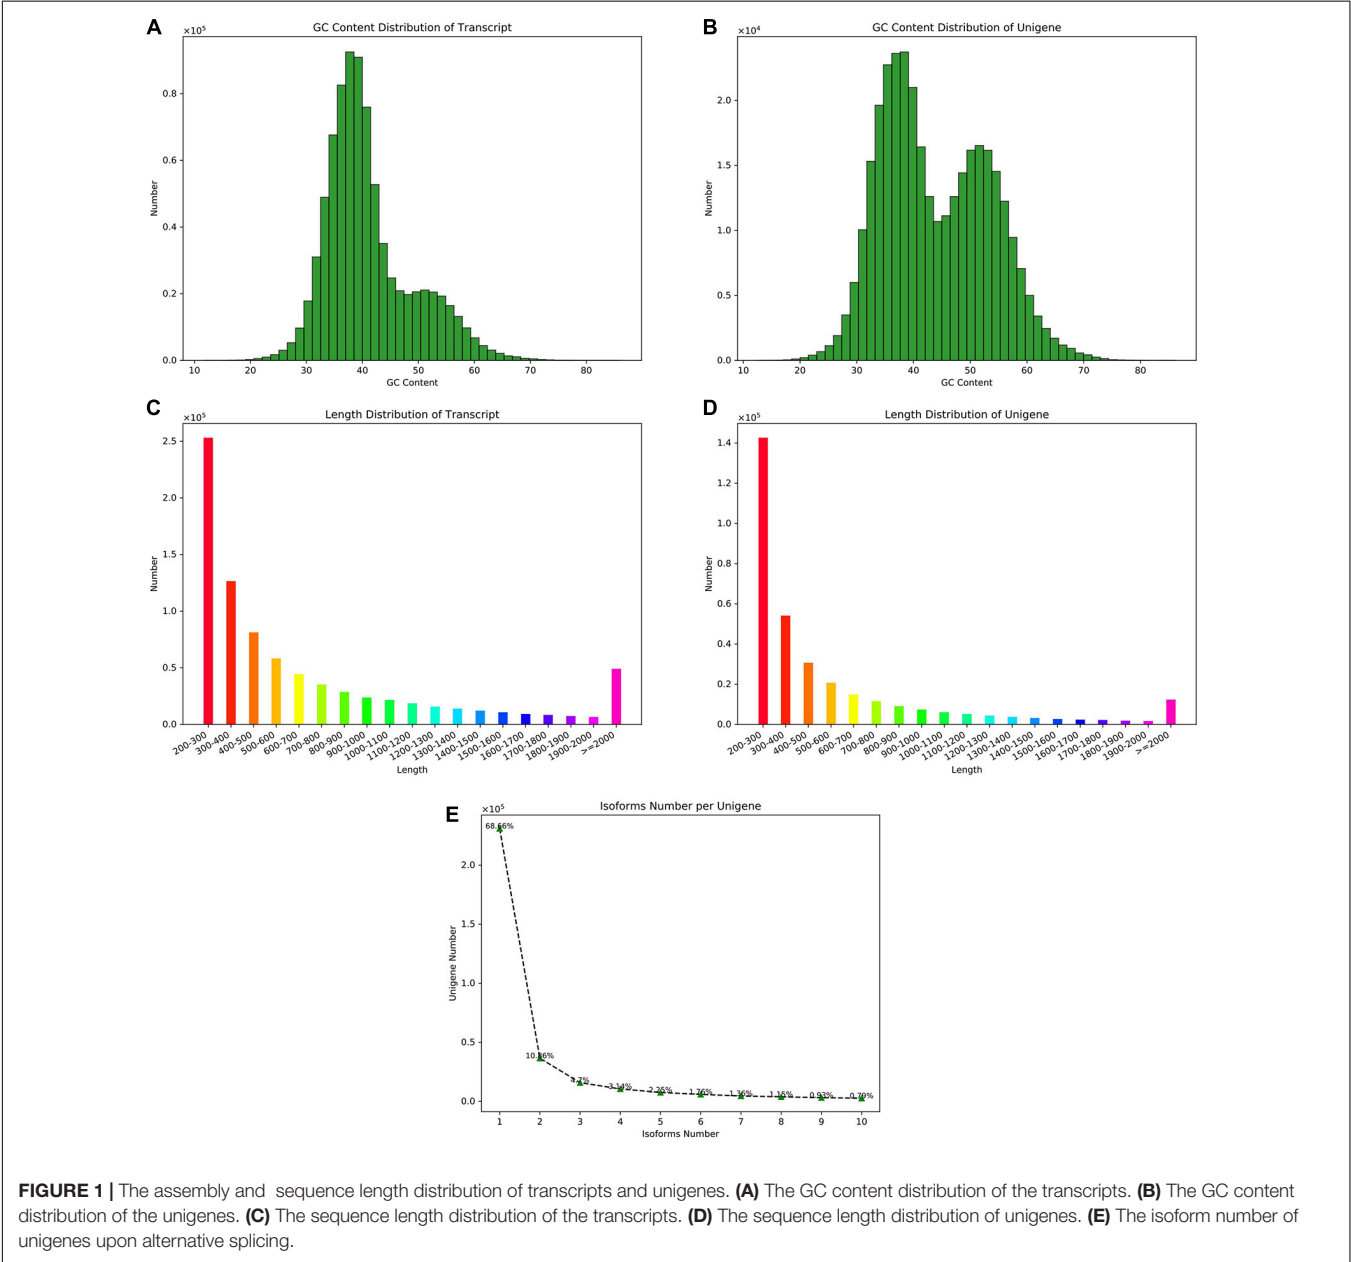 A
GC Content Distribution of Transcript
×10⁵
0.8
0.6
0.4
0.2
0.0
Number
10 20 30 40 50 60 70 80
GC Content
B
GC Content Distribution of Unigene
×10⁴
2.0
1.5
1.0
0.5
0.0
Number
10 20 30 40 50 60 70 80
GC Content
C
Length Distribution of Transcript
×10⁵
2.5
2.0
1.5
1.0
0.5
0.0
Number
200-300 300-400 400-500 500-600 600-700 700-800 800-900 900-1000 1000-1100 1100-1200 1200-1300 1300-1400 1400-1500 1500-1600 1600-1700 1700-1800 1800-1900 1900-2000 >=2000
Length
D
Length Distribution of Unigene
×10⁵
1.4
1.2
1.0
0.8
0.6
0.4
0.2
0.0
Number
200-300 300-400 400-500 500-600 600-700 700-800 800-900 900-1000 1000-1100 1100-1200 1200-1300 1300-1400 1400-1500 1500-1600 1600-1700 1700-1800 1800-1900 1900-2000 >=2000
Length
E
Isoforms Number per Unigene
×10⁵
2.0
1.5
1.0
0.5
0.0
Unigene Number
68.66%
4.7% 3.14% 2.25% 1.76% 1.36% 1.15% 0.93% 0.79%
1 2 3 4 5 6 7 8 9 10
Isoforms Number
FIGURE 1 | The assembly and sequence length distribution of transcripts and unigenes. (A) The GC content distribution of the transcripts. (B) The GC content
distribution of the unigenes. (C) The sequence length distribution of the transcripts. (D) The sequence length distribution of unigenes. (E) The isoform number of
unigenes upon alternative splicing.